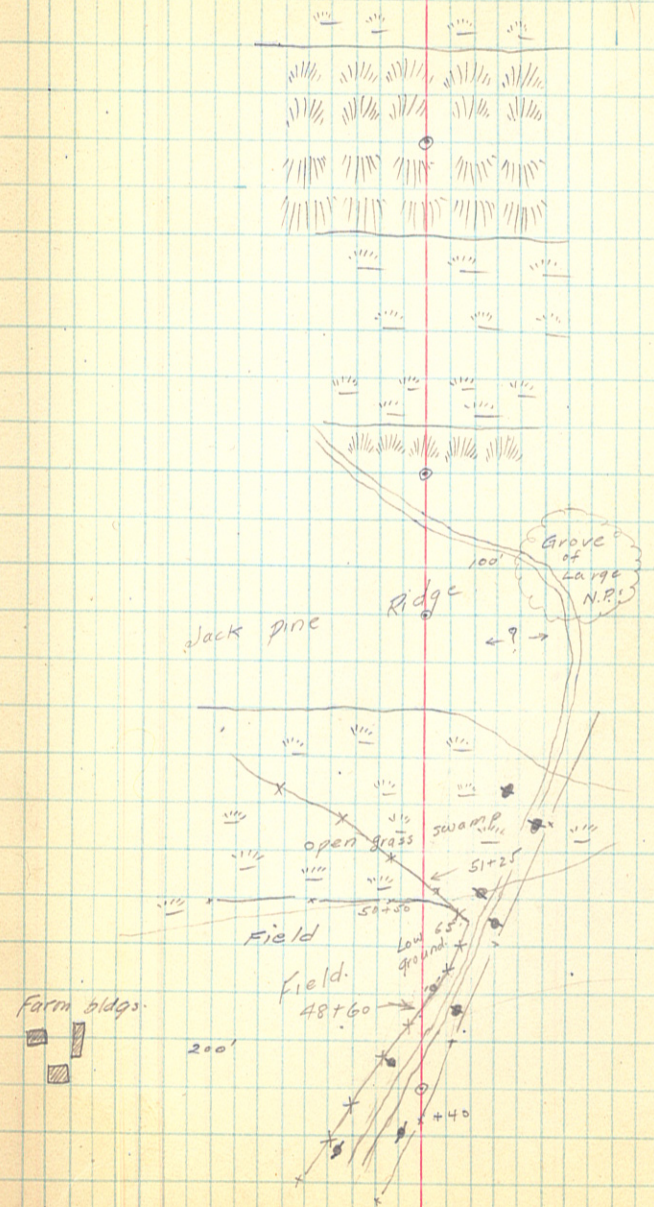 Grove
of
Large
N.P.!
100'
Ridge
Jack pine
← ? →
swamp
open grass
51+25
50+50
Field
Low 65'
ground.
Field.
48+60
Farm bldgs.
200'
+40